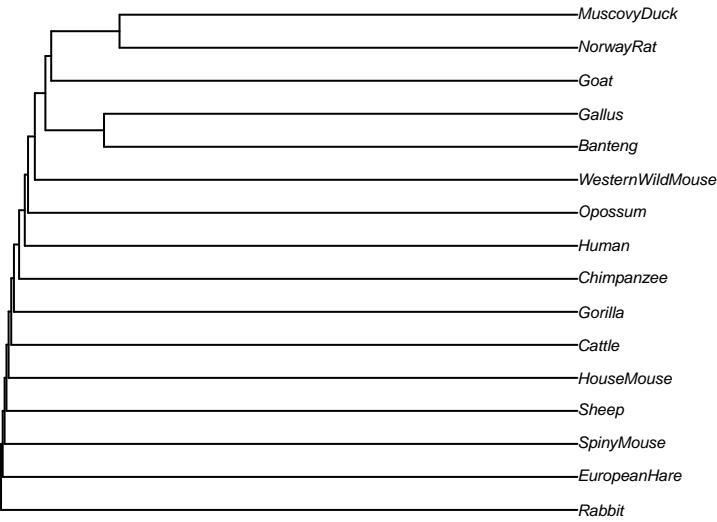 MuscovyDuck
NorwayRat
Goat
Gallus
Banteng
WesternWildMouse
Opossum
Human
Chimpanzee
Gorilla
Cattle
HouseMouse
Sheep
SpinyMouse
EuropeanHare
Rabbit